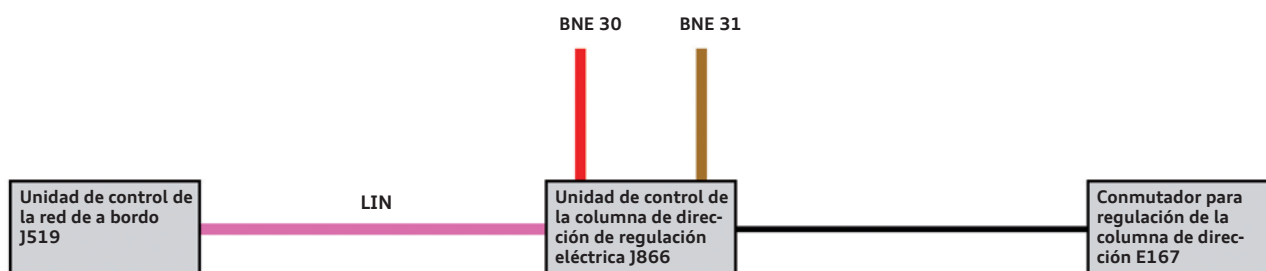 BNE 30
BNE 31
Unidad de control de
la red de a bordo
J519
LIN
Unidad de control de
la columna de direc-
ción de regulación
eléctrica J866
Conmutador para
regulación de la
columna de direc-
ción E167